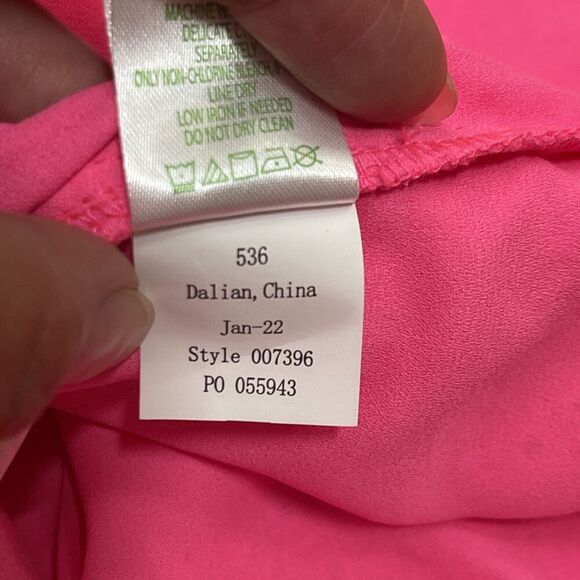 MACHINE W
DELICATE
SEPARATELY
ONLY NON-CHLORINE BLEACH
LINE DRY
LOW IRON IF NEEDED
DO NOT DRY CLEAN
536
Dalian, China
Jan-22
Style 007396
PO 055943